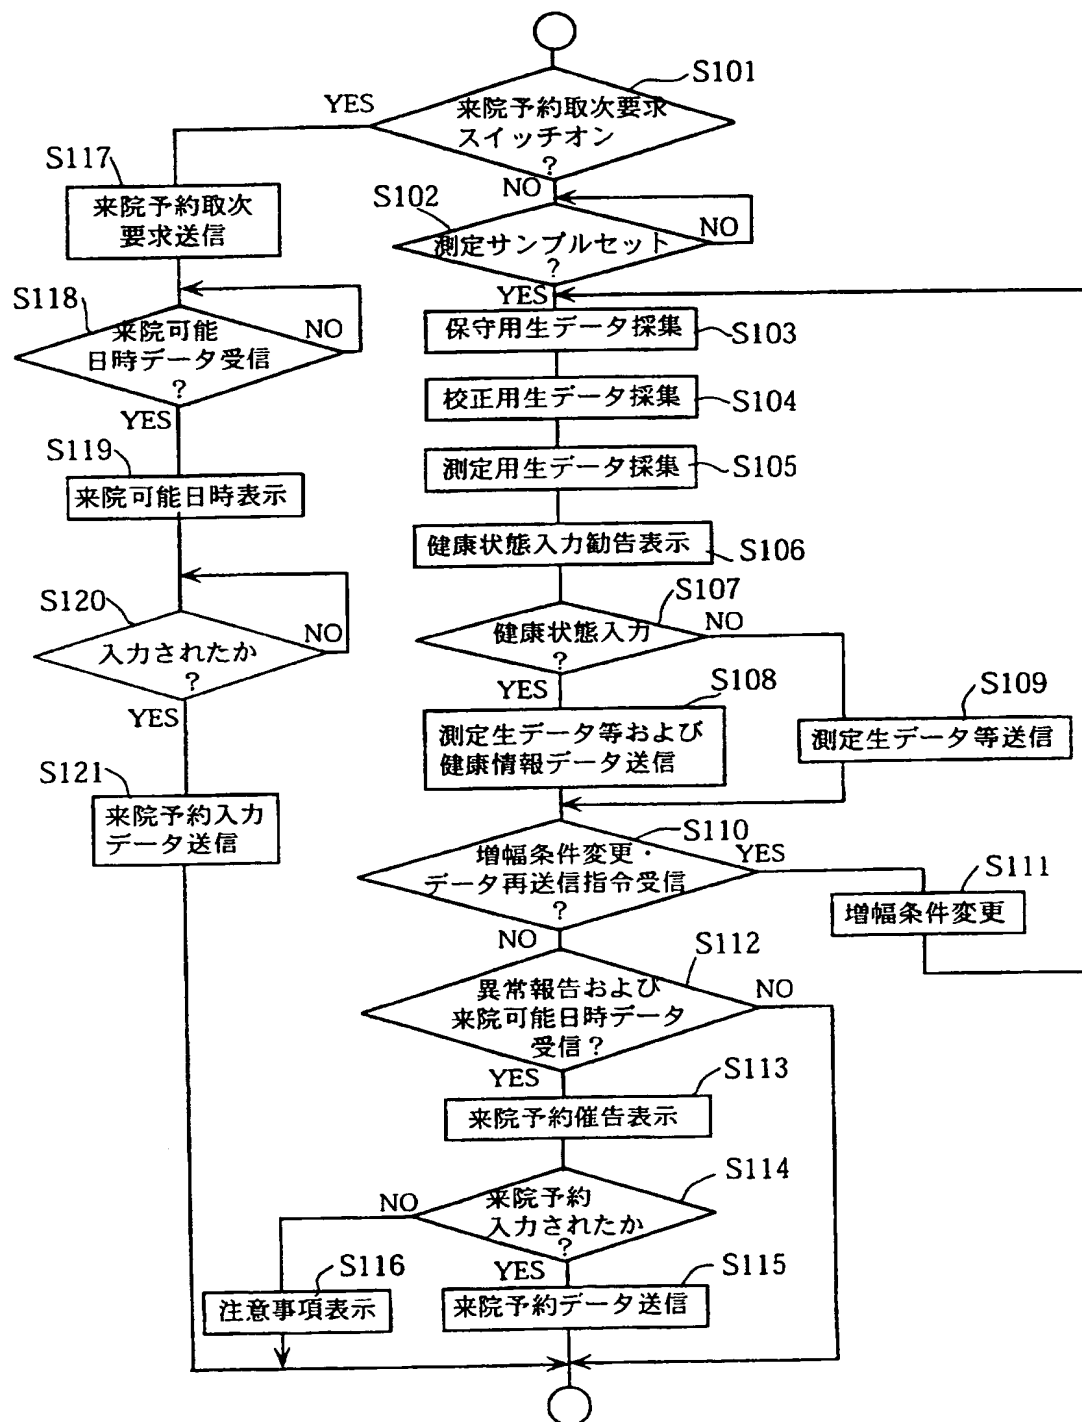 S101
来院予約取次要求
スイッチオン
?
YES
NO
S117
来院予約取次
要求送信
S102
測定サンプルセット
?
NO
YES
S118
来院可能
日時データ受信
?
NO
YES
保守用生データ採集
S103
校正用生データ採集
S104
測定用生データ採集
S105
S119
来院可能日時表示
健康状態入力勧告表示
S106
S107
健康状態入力
?
NO
YES
S120
入力されたか
?
NO
YES
S108
測定生データ等および
健康情報データ送信
S109
測定生データ等送信
S121
来院予約入力
データ送信
S110
増幅条件変更・
データ再送信指令受信
?
YES
NO
S111
増幅条件変更
S112
異常報告および
来院可能日時データ
受信?
NO
YES
S113
来院予約催告表示
S114
来院予約
入力されたか
?
NO
YES
S116
注意事項表示
S115
来院予約データ送信